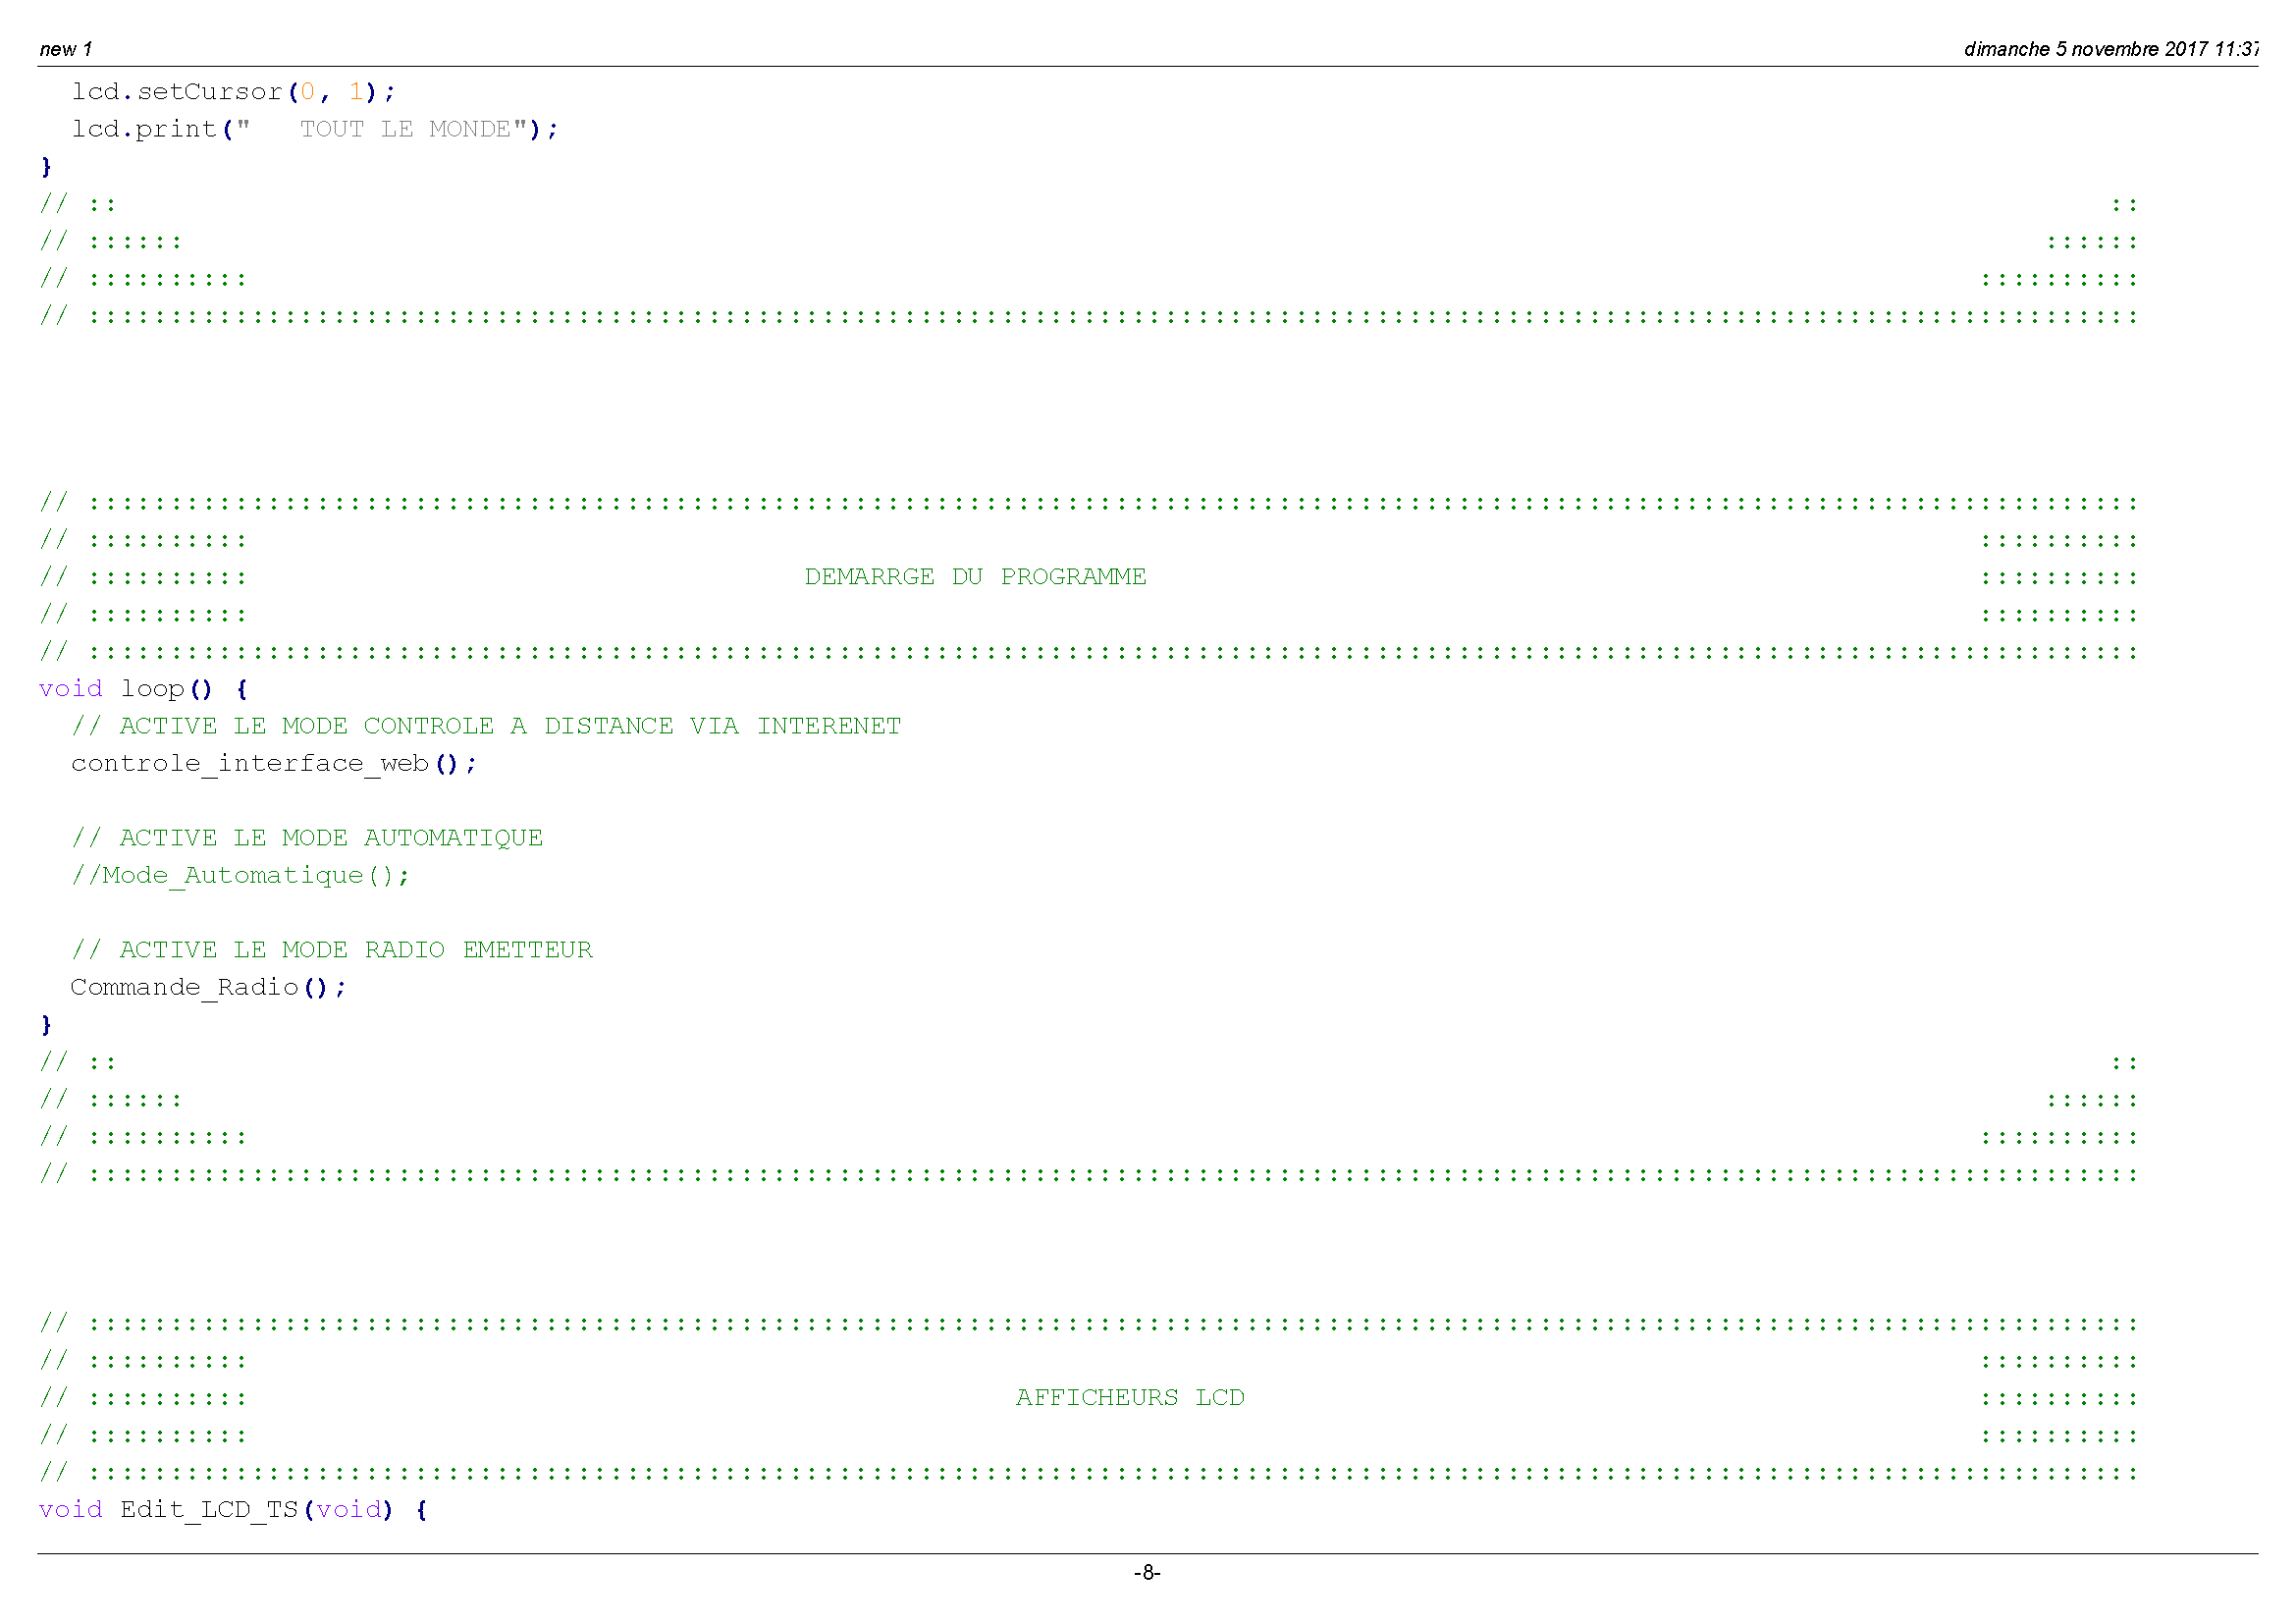 new 1 dimanche 5 novembre 2017 11:37
lcd.setCursor(0, 1);
lcd.print("   TOUT LE MONDE");
}
// :: ::
// :::::: ::::::
// :::::::::: ::::::::::
// ::::::::::::::::::::::::::::::::::::::::::::::::::::::::::::::::::::::::::::::::::::::::::::::::::::::::::::::::::::::::::::::
// ::::::::::::::::::::::::::::::::::::::::::::::::::::::::::::::::::::::::::::::::::::::::::::::::::::::::::::::::::::::::::::::
// :::::::::: ::::::::::
// :::::::::: DEMARRGE DU PROGRAMME ::::::::::
// :::::::::: ::::::::::
// ::::::::::::::::::::::::::::::::::::::::::::::::::::::::::::::::::::::::::::::::::::::::::::::::::::::::::::::::::::::::::::::
void loop() {
// ACTIVE LE MODE CONTROLE A DISTANCE VIA INTERENET
controle_interface_web();
// ACTIVE LE MODE AUTOMATIQUE
//Mode_Automatique();
// ACTIVE LE MODE RADIO EMETTEUR
Commande_Radio();
}
// :: ::
// :::::: ::::::
// :::::::::: ::::::::::
// ::::::::::::::::::::::::::::::::::::::::::::::::::::::::::::::::::::::::::::::::::::::::::::::::::::::::::::::::::::::::::::::
// ::::::::::::::::::::::::::::::::::::::::::::::::::::::::::::::::::::::::::::::::::::::::::::::::::::::::::::::::::::::::::::::
// :::::::::: ::::::::::
// :::::::::: AFFICHEURS LCD ::::::::::
// :::::::::: ::::::::::
// ::::::::::::::::::::::::::::::::::::::::::::::::::::::::::::::::::::::::::::::::::::::::::::::::::::::::::::::::::::::::::::::
void Edit_LCD_TS(void) {
-8-